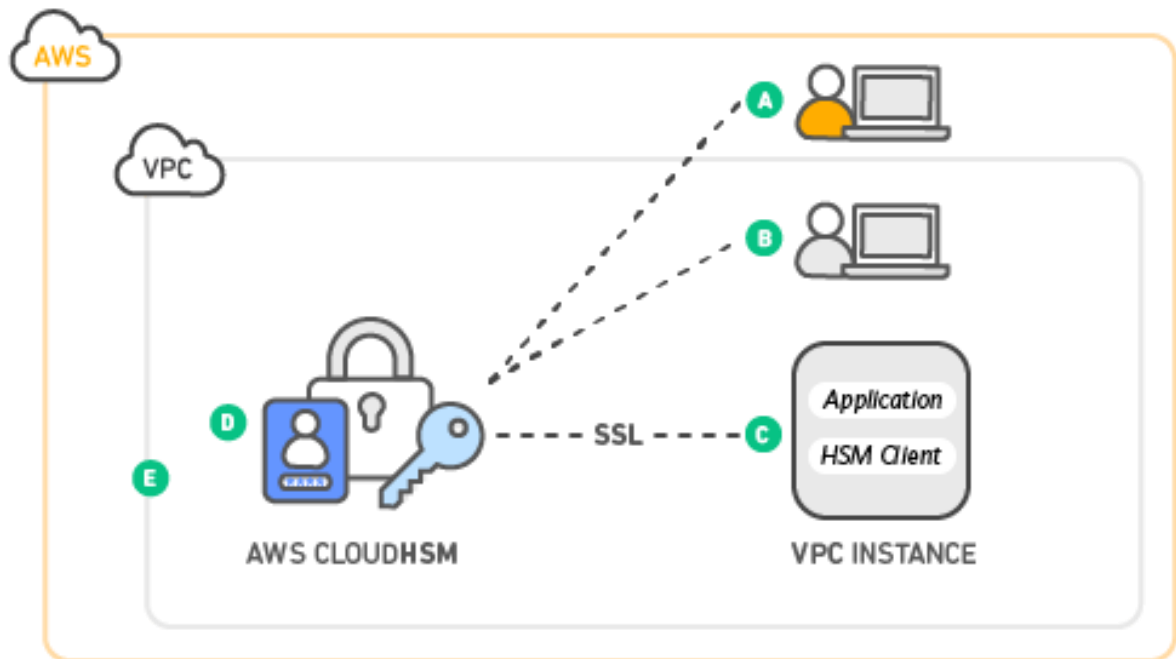 AWS
A
VPC
B
Application
D
SSL
C
HSM Client
E
AWS CLOUDHSM
VPC INSTANCE